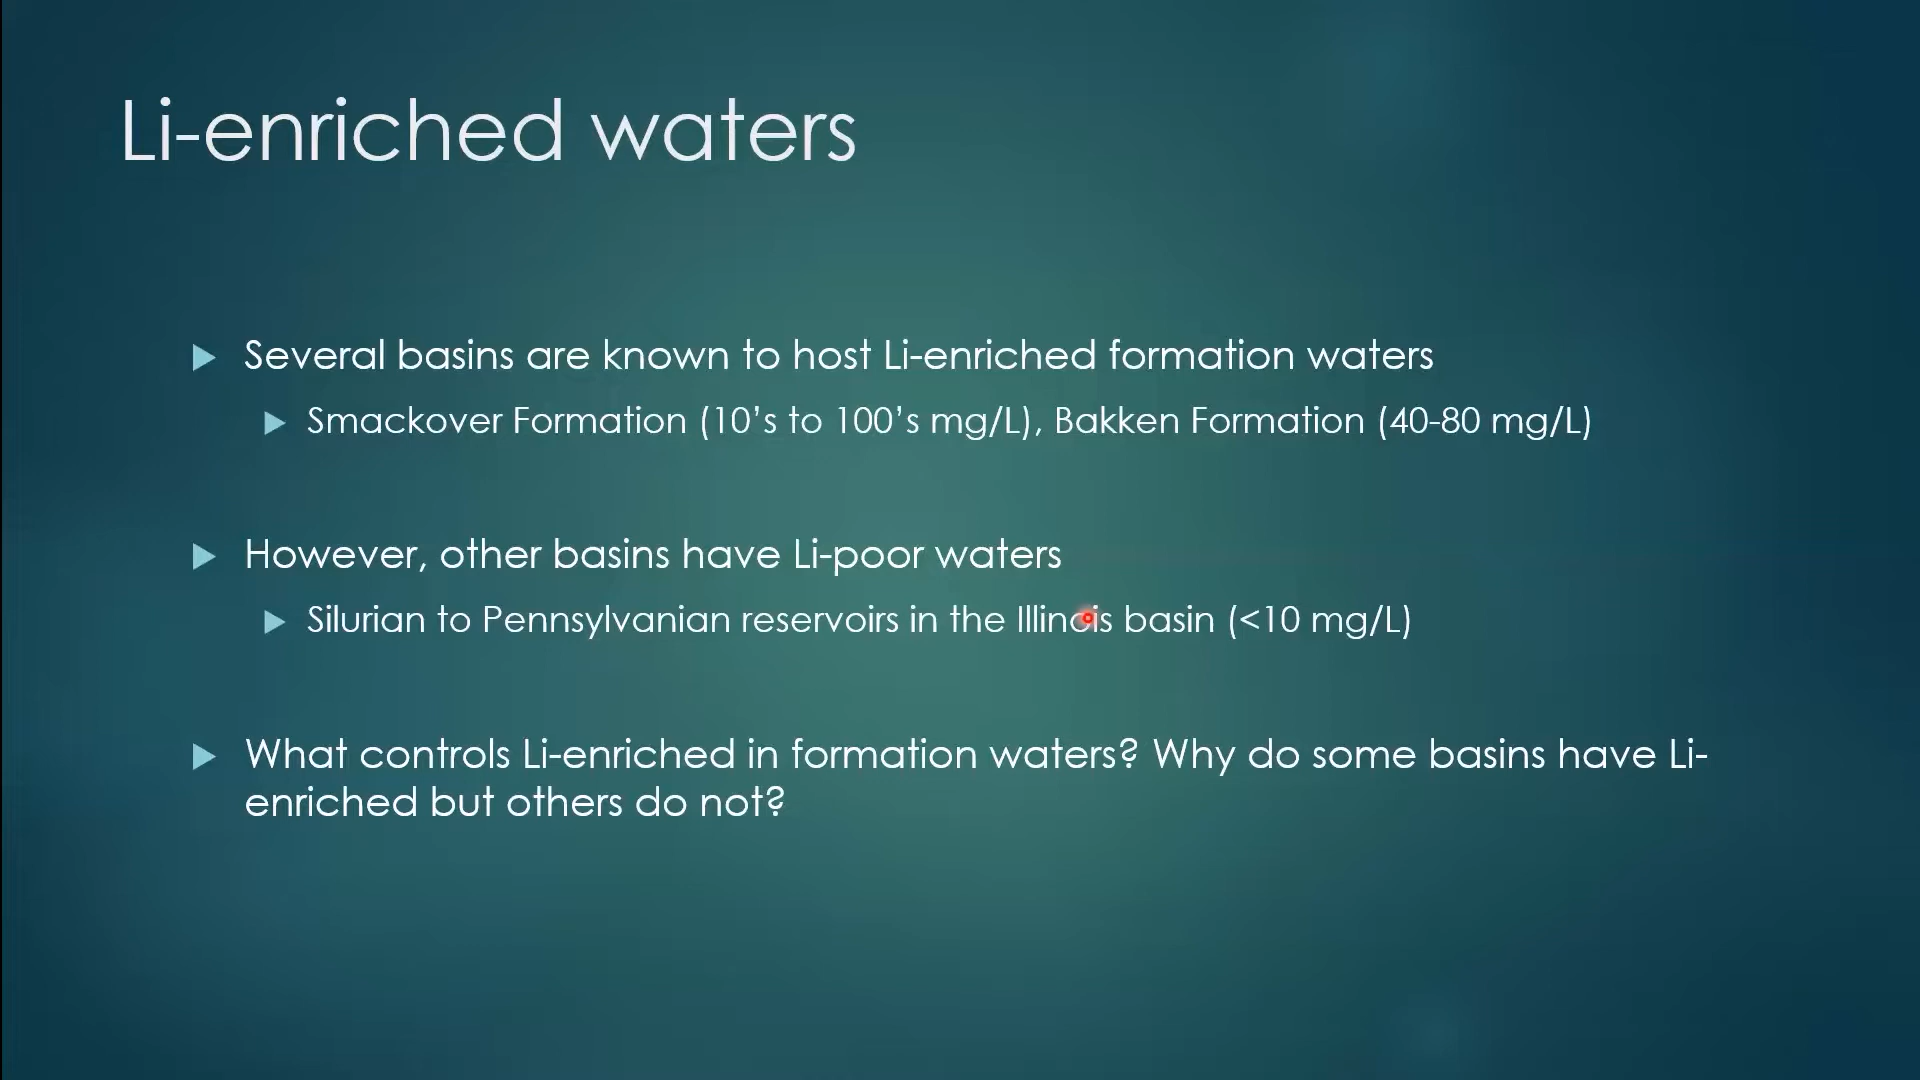 Li-enriched waters
Several basins are known to host Li-enriched formation waters
Smackover Formation (10's to 100's mg/L), Bakken Formation (40-80 mg/L)
However, other basins have Li-poor waters
Silurian to Pennsylvanian reservoirs in the Illinois basin (<10 mg/L)
What controls Li-enriched in formation waters? Why do some basins have Li-
enriched but others do not?